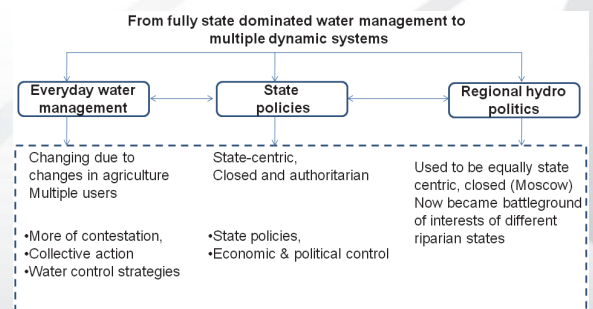 From fully state dominated water management to
multiple dynamic systems
Everyday water
management
State
policies
Regional hydro
politics
Changing due to
changes in agriculture
Multiple users
•More of contestation,
•Collective action
•Water control strategies
State-centric,
Closed and authoritarian
•State policies,
•Economic & political control
Used to be equally state
centric, closed (Moscow)
Now became battleground
of interests of different
riparian states